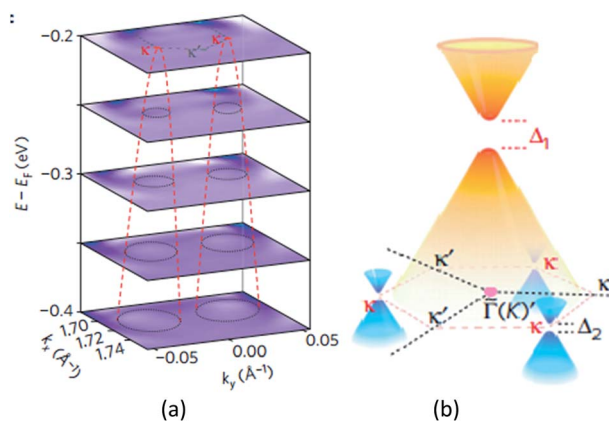 −0.2
κ κ′ κ
E − E_F (eV)
−0.3
−0.4
1.70
1.72
1.74
k_x (Å⁻¹)
−0.05
0.00
0.05
k_y (Å⁻¹)
(a)
Δ₁
κ′
κ
κ
Γ̄(K)′
κ
κ′
κ
Δ₂
(b)